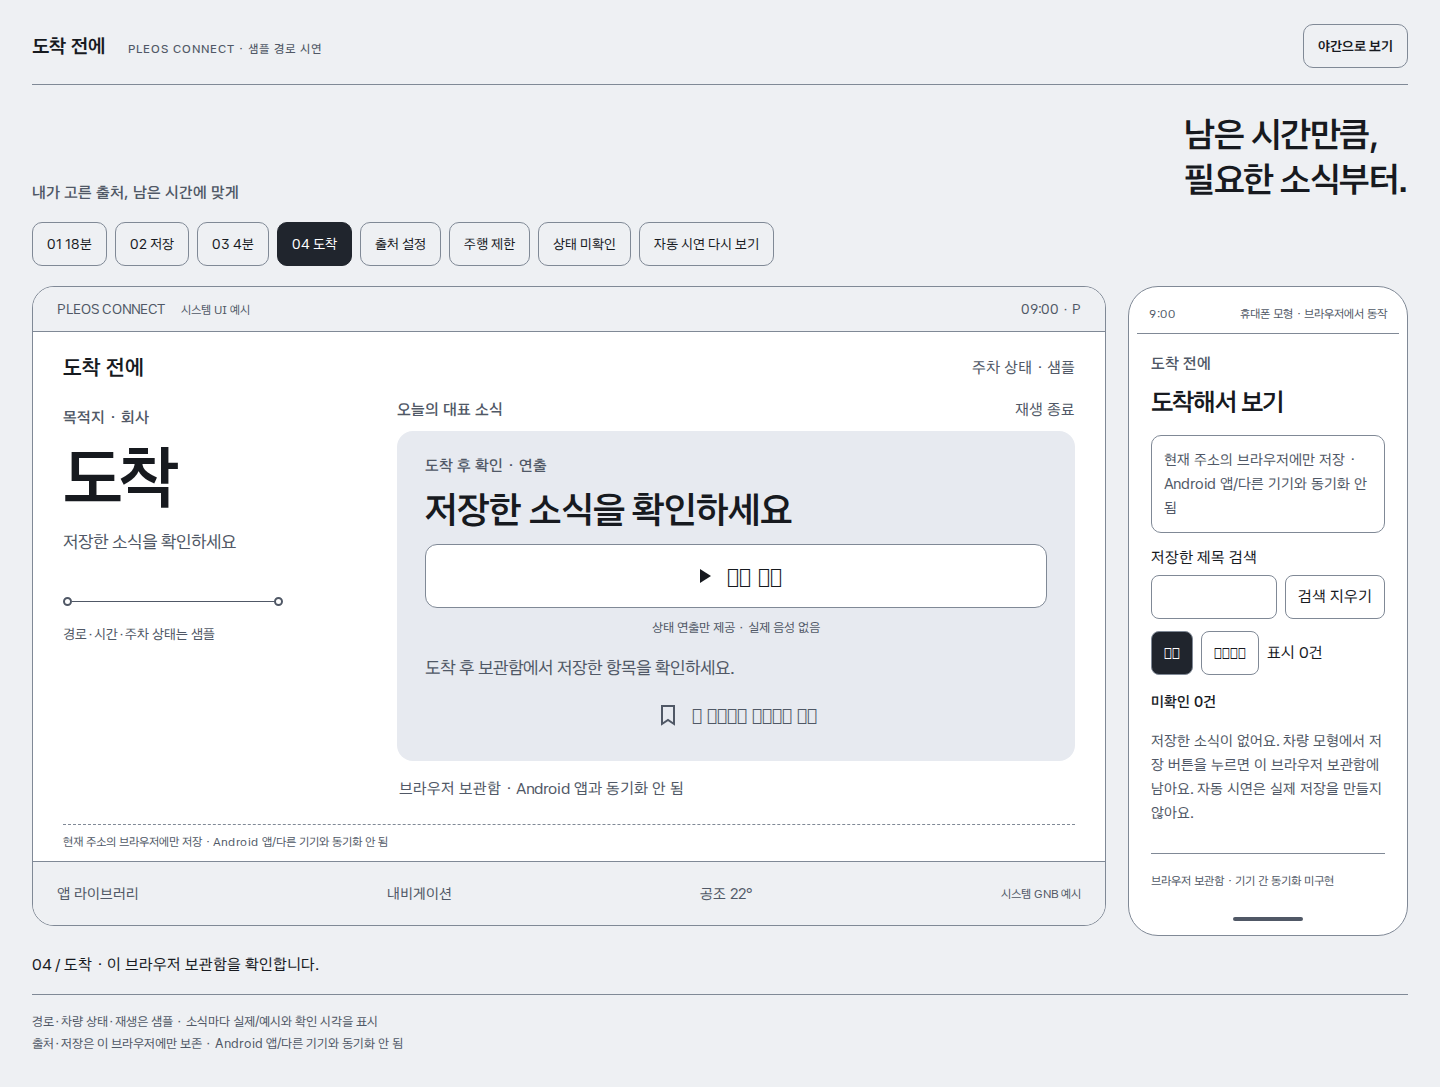 도착 전에
PLEOS CONNECT · 샘플 경로 시연
야간으로 보기
남은 시간만큼,
필요한 소식부터.
내가 고른 출처, 남은 시간에 맞게
01 18분
02 저장
03 4분
04 도착
출처 설정
주행 제한
상태 미확인
자동 시연 다시 보기
PLEOS CONNECT 시스템 UI 예시
09:00 · P
도착 전에
주차 상태 · 샘플
목적지 · 회사
도착
저장한 소식을 확인하세요
경로·시간·주차 상태는 샘플
오늘의 대표 소식
재생 종료
도착 후 확인 · 연출
저장한 소식을 확인하세요
상태 연출만 제공 · 실제 음성 없음
도착 후 보관함에서 저장한 항목을 확인하세요.
브라우저 보관함 · Android 앱과 동기화 안 됨
현재 주소의 브라우저에만 저장 · Android 앱/다른 기기와 동기화 안 됨
앱 라이브러리
내비게이션
공조 22°
시스템 GNB 예시
9:00
휴대폰 모형 · 브라우저에서 동작
도착 전에
도착해서 보기
현재 주소의 브라우저에만 저장 ·
Android 앱/다른 기기와 동기화 안
됨
저장한 제목 검색
검색 지우기
표시 0건
미확인 0건
저장한 소식이 없어요. 차량 모형에서 저
장 버튼을 누르면 이 브라우저 보관함에
남아요. 자동 시연은 실제 저장을 만들지
않아요.
브라우저 보관함 · 기기 간 동기화 미구현
04 / 도착 · 이 브라우저 보관함을 확인합니다.
경로·차량 상태·재생은 샘플 · 소식마다 실제/예시와 확인 시각을 표시
출처·저장은 이 브라우저에만 보존 · Android 앱/다른 기기와 동기화 안 됨